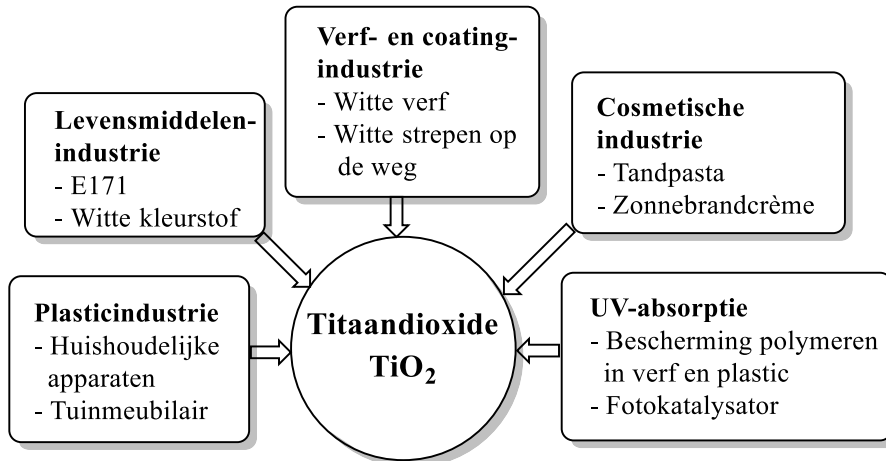 Verf- en coating-
industrie
- Witte verf
- Witte strepen op
de weg
Levensmiddelen-
industrie
- E171
- Witte kleurstof
Cosmetische
industrie
- Tandpasta
- Zonnebrandcrème
Plasticindustrie
- Huishoudelijke
apparaten
- Tuinmeubilair
Titaandioxide
TiO₂
UV-absorptie
- Bescherming polymeren
in verf en plastic
- Fotokatalysator